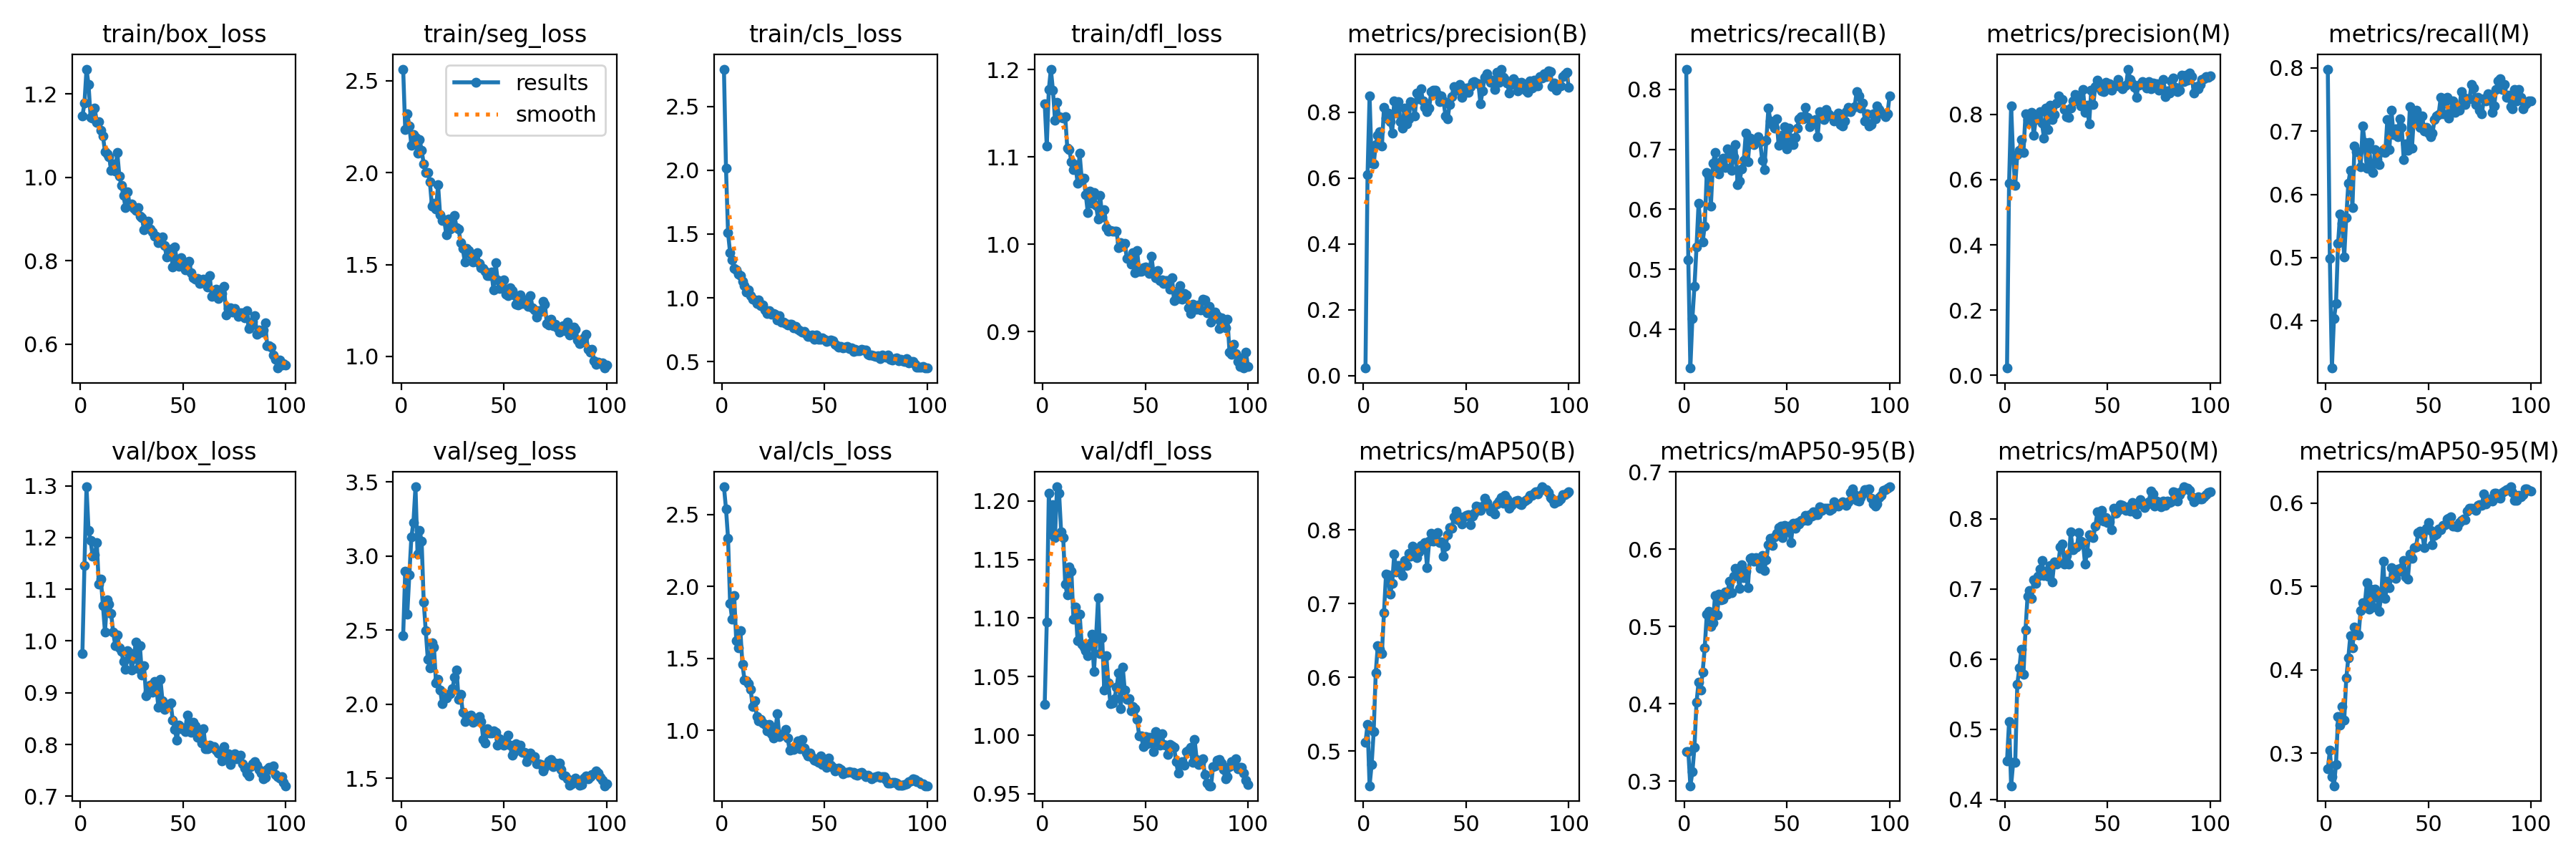 train/box_loss
train/seg_loss
train/cls_loss
train/dfl_loss
metrics/precision(B)
metrics/recall(B)
metrics/precision(M)
metrics/recall(M)
1.2
1.0
0.8
0.6
0 50 100
2.5
2.0
1.5
1.0
results
smooth
0 50 100
2.5
2.0
1.5
1.0
0.5
0 50 100
1.2
1.1
1.0
0.9
0 50 100
0.8
0.6
0.4
0.2
0.0
0 50 100
0.8
0.7
0.6
0.5
0.4
0 50 100
0.8
0.6
0.4
0.2
0.0
0 50 100
0.8
0.7
0.6
0.5
0.4
0 50 100
val/box_loss
val/seg_loss
val/cls_loss
val/dfl_loss
metrics/mAP50(B)
metrics/mAP50-95(B)
metrics/mAP50(M)
metrics/mAP50-95(M)
1.3
1.2
1.1
1.0
0.9
0.8
0.7
0 50 100
3.5
3.0
2.5
2.0
1.5
0 50 100
2.5
2.0
1.5
1.0
0 50 100
1.20
1.15
1.10
1.05
1.00
0.95
0 50 100
0.8
0.7
0.6
0.5
0 50 100
0.7
0.6
0.5
0.4
0.3
0 50 100
0.8
0.7
0.6
0.5
0.4
0 50 100
0.6
0.5
0.4
0.3
0 50 100